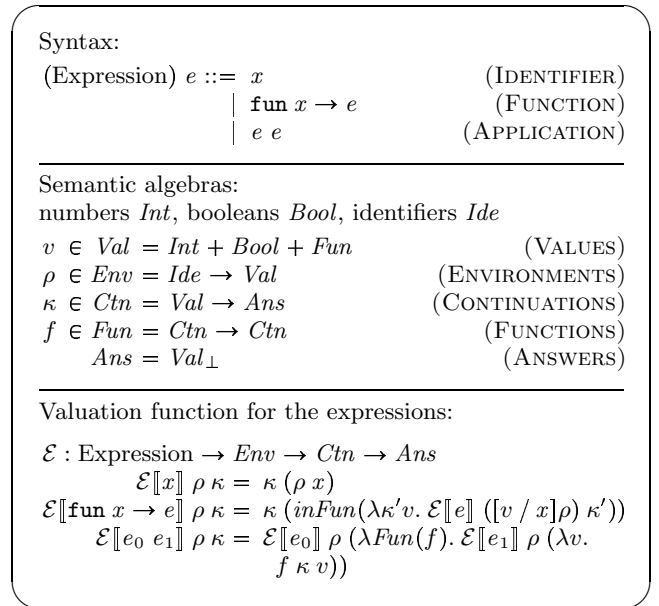 Syntax:
(Expression) e ::= x (IDENTIFIER)
| fun x → e (FUNCTION)
| e e (APPLICATION)
Semantic algebras:
numbers Int, booleans Bool, identifiers Ide
v ∈ Val = Int + Bool + Fun (VALUES)
ρ ∈ Env = Ide → Val (ENVIRONMENTS)
κ ∈ Ctn = Val → Ans (CONTINUATIONS)
f ∈ Fun = Ctn → Ctn (FUNCTIONS)
Ans = Val⊥ (ANSWERS)
Valuation function for the expressions:
ℰ : Expression → Env → Ctn → Ans
ℰ⟦x⟧ ρ κ = κ (ρ x)
ℰ⟦fun x → e⟧ ρ κ = κ (inFun(λκ′v. ℰ⟦e⟧ ([v / x]ρ) κ′))
ℰ⟦e₀ e₁⟧ ρ κ = ℰ⟦e₀⟧ ρ (λFun(f). ℰ⟦e₁⟧ ρ (λv.
f κ v))